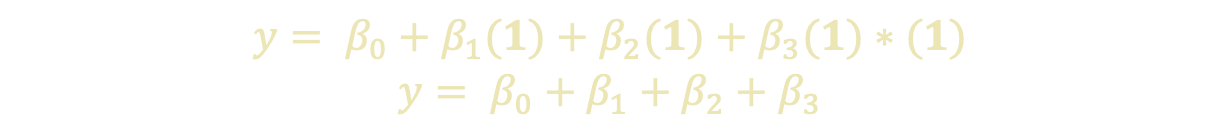 y = β₀ + β₁(1) + β₂(1) + β₃(1) ∗ (1)
y = β₀ + β₁ + β₂ + β₃